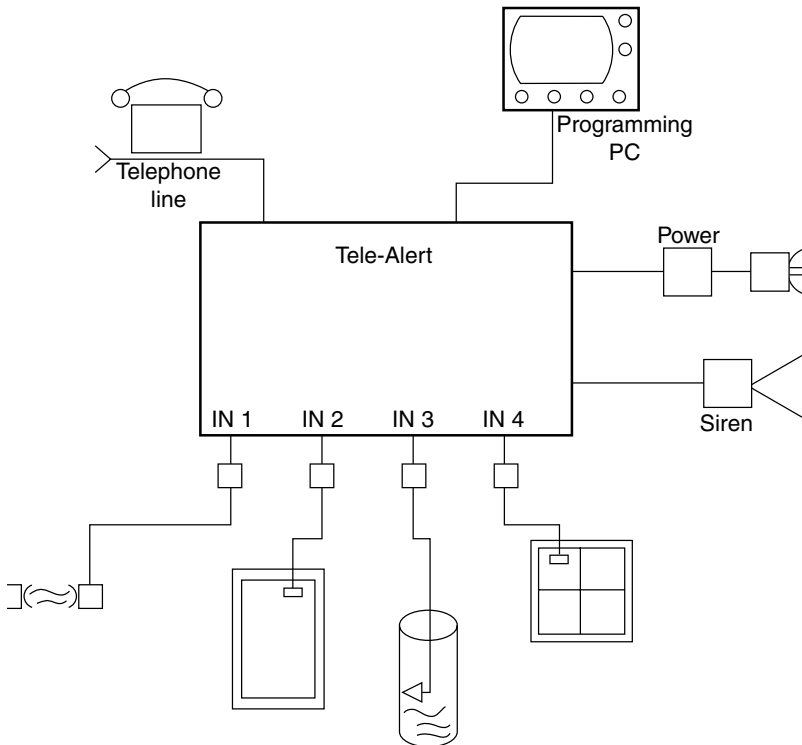 Programming
PC
Telephone
line
Power
Tele-Alert
Siren
IN 1 IN 2 IN 3 IN 4